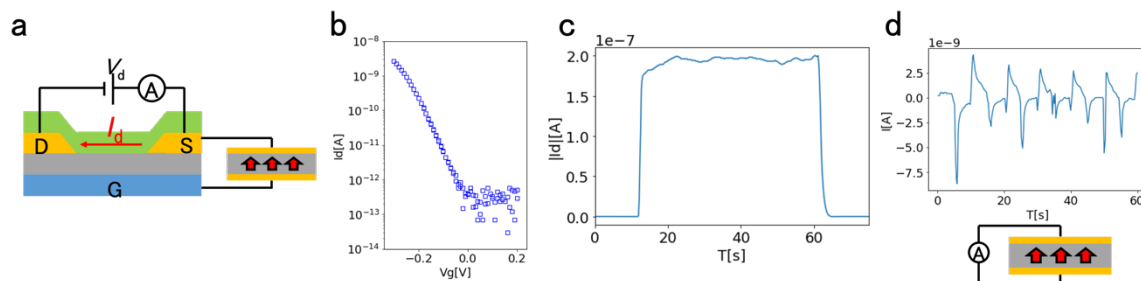 a
V_d
A
I_d
D
S
G
b
Id[A]
10⁻⁸
10⁻⁹
10⁻¹⁰
10⁻¹¹
10⁻¹²
10⁻¹³
10⁻¹⁴
−0.2 0.0 0.2
Vg[V]
c
1e-7
|Id|[A]
2.0
1.5
1.0
0.5
0.0
0 20 40 60
T[s]
d
1e-9
I[A]
2.5
0.0
−2.5
−5.0
−7.5
0 20 40 60
T[s]
A